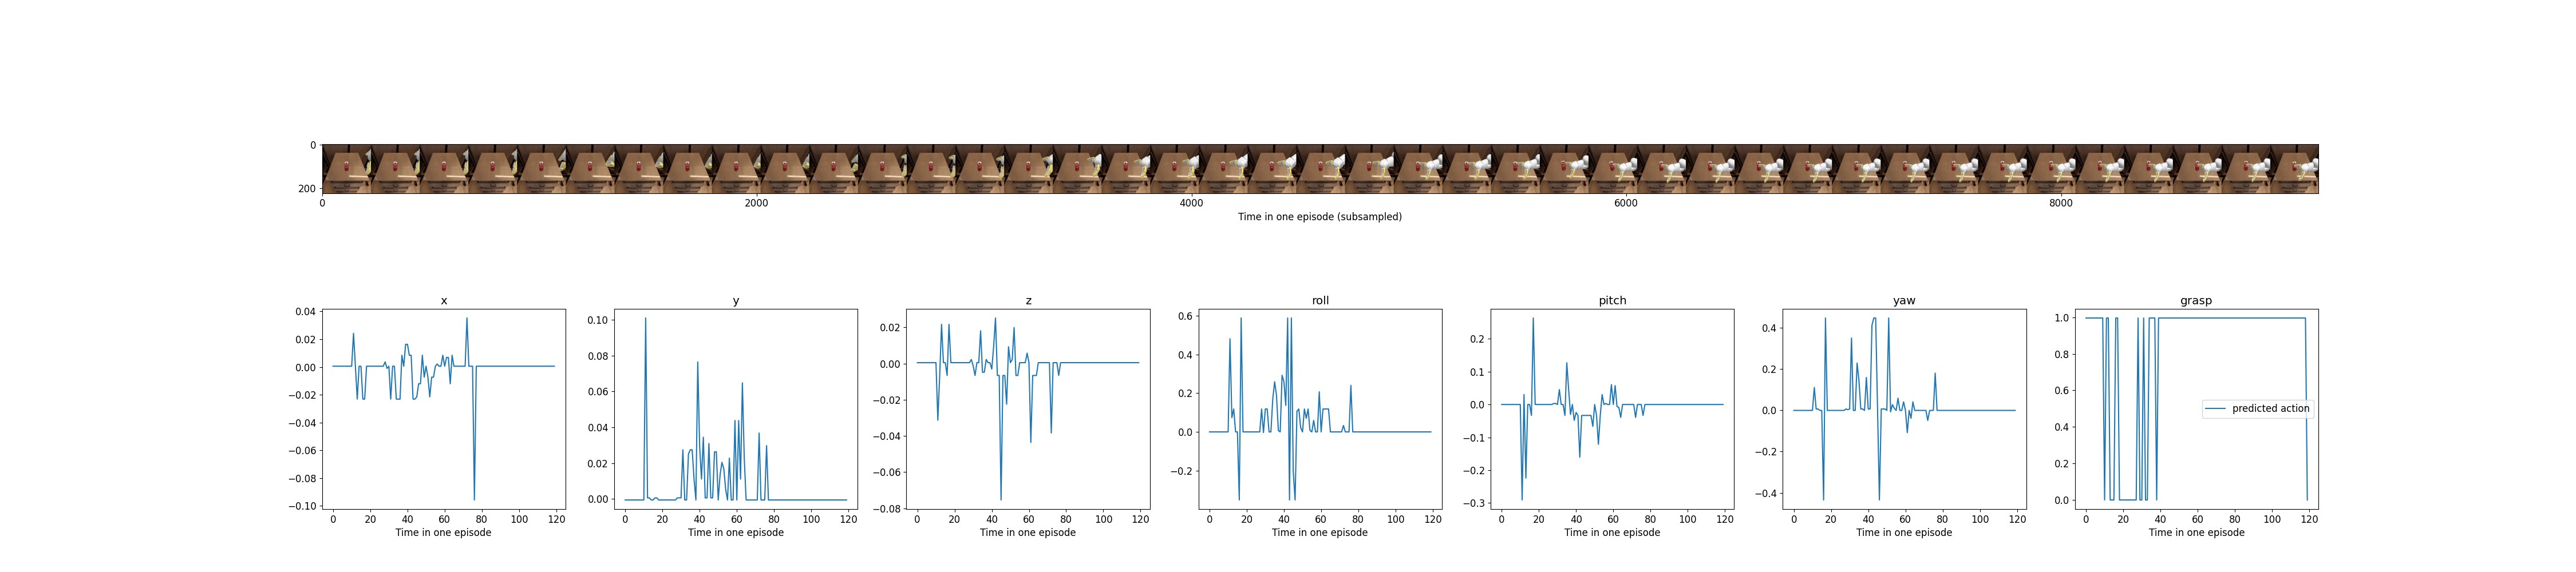 0
200
0 2000 4000 6000 8000
Time in one episode (subsampled)
x
0.04
0.02
0.00
−0.02
−0.04
−0.06
−0.08
−0.10
0 20 40 60 80 100 120
Time in one episode
y
0.10
0.08
0.06
0.04
0.02
0.00
0 20 40 60 80 100 120
Time in one episode
z
0.02
0.00
−0.02
−0.04
−0.06
−0.08
0 20 40 60 80 100 120
Time in one episode
roll
0.6
0.4
0.2
0.0
−0.2
0 20 40 60 80 100 120
Time in one episode
pitch
0.2
0.1
0.0
−0.1
−0.2
−0.3
0 20 40 60 80 100 120
Time in one episode
yaw
0.4
0.2
0.0
−0.2
−0.4
0 20 40 60 80 100 120
Time in one episode
grasp
1.0
0.8
0.6
0.4
0.2
0.0
predicted action
0 20 40 60 80 100 120
Time in one episode